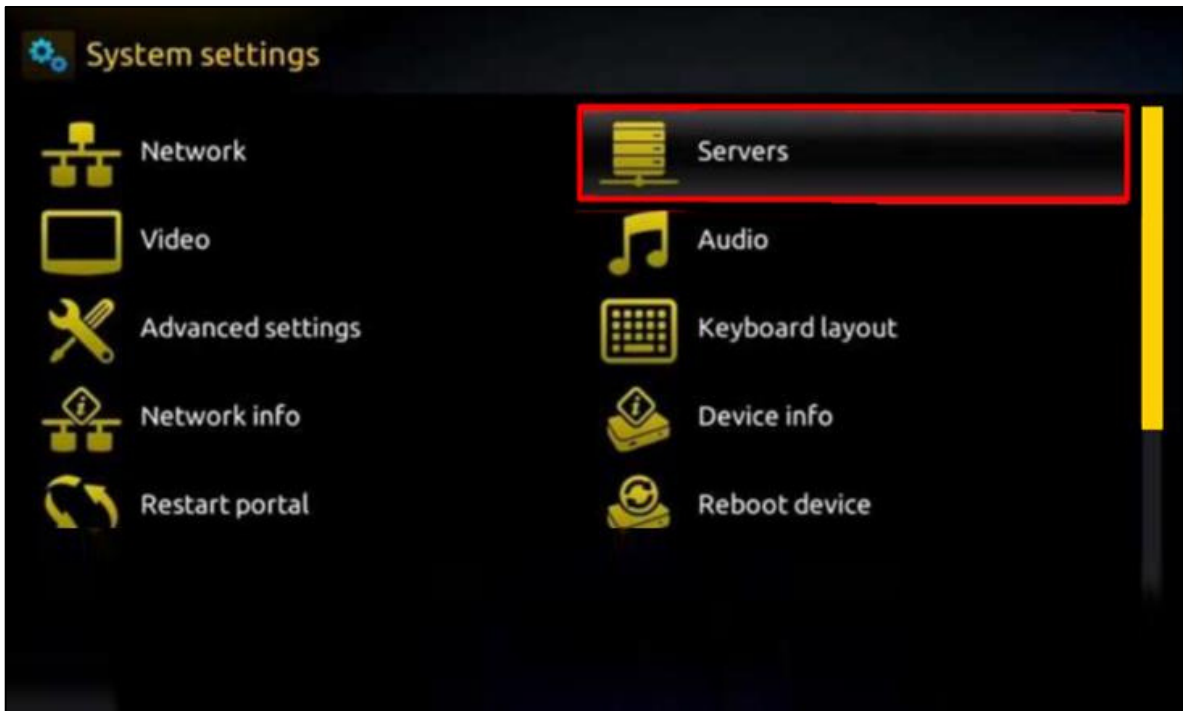 System settings
Network
Servers
Video
Audio
Advanced settings
Keyboard layout
Network info
Device info
Restart portal
Reboot device